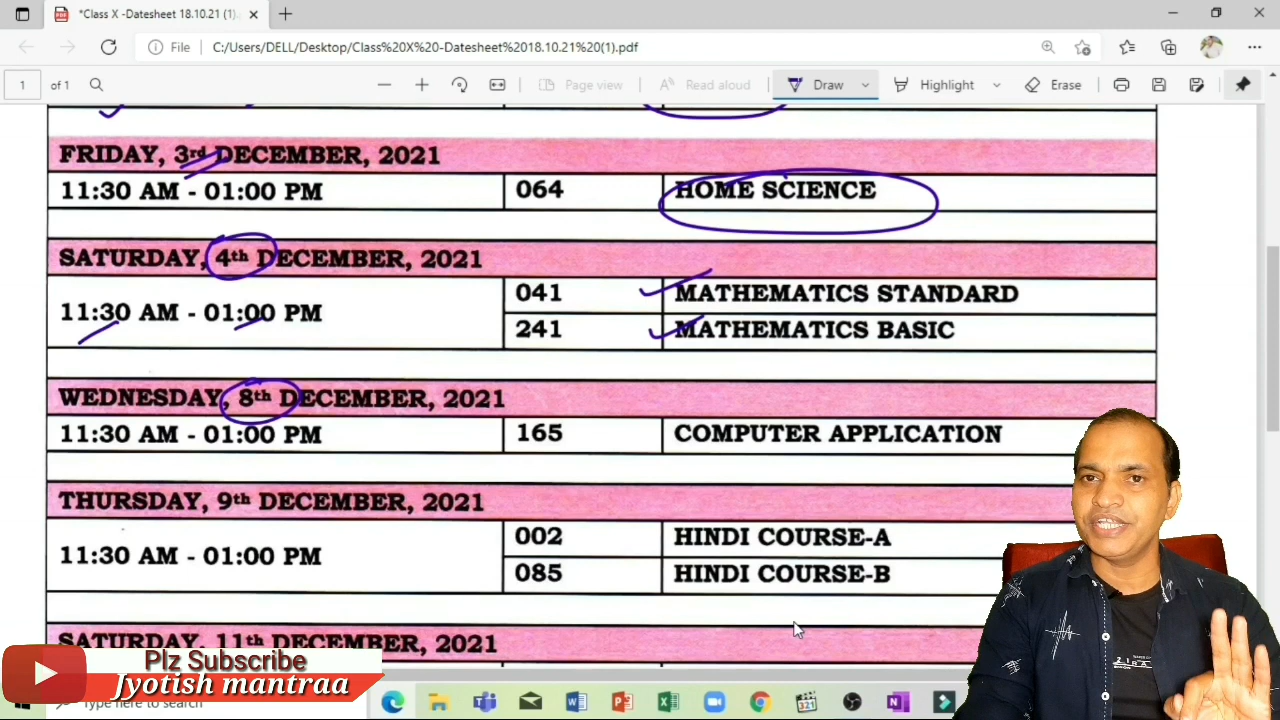 *Class X -Datesheet 18.10.21 (1).
File C:/Users/DELL/Desktop/Class%20X%20-Datesheet%2018.10.21%20(1).pdf
1 of 1 Page view Read aloud Draw Highlight Erase
FRIDAY, 3rd DECEMBER, 2021
11:30 AM - 01:00 PM 064 HOME SCIENCE
SATURDAY, 4th DECEMBER, 2021
11:30 AM - 01:00 PM
041 MATHEMATICS STANDARD
241 MATHEMATICS BASIC
WEDNESDAY, 8th DECEMBER, 2021
11:30 AM - 01:00 PM 165 COMPUTER APPLICATION
THURSDAY, 9th DECEMBER, 2021
11:30 AM - 01:00 PM
002 HINDI COURSE-A
085 HINDI COURSE-B
SATURDAY, 11th DECEMBER, 2021
Plz Subscribe
Jyotish mantraa
Type here to search
321